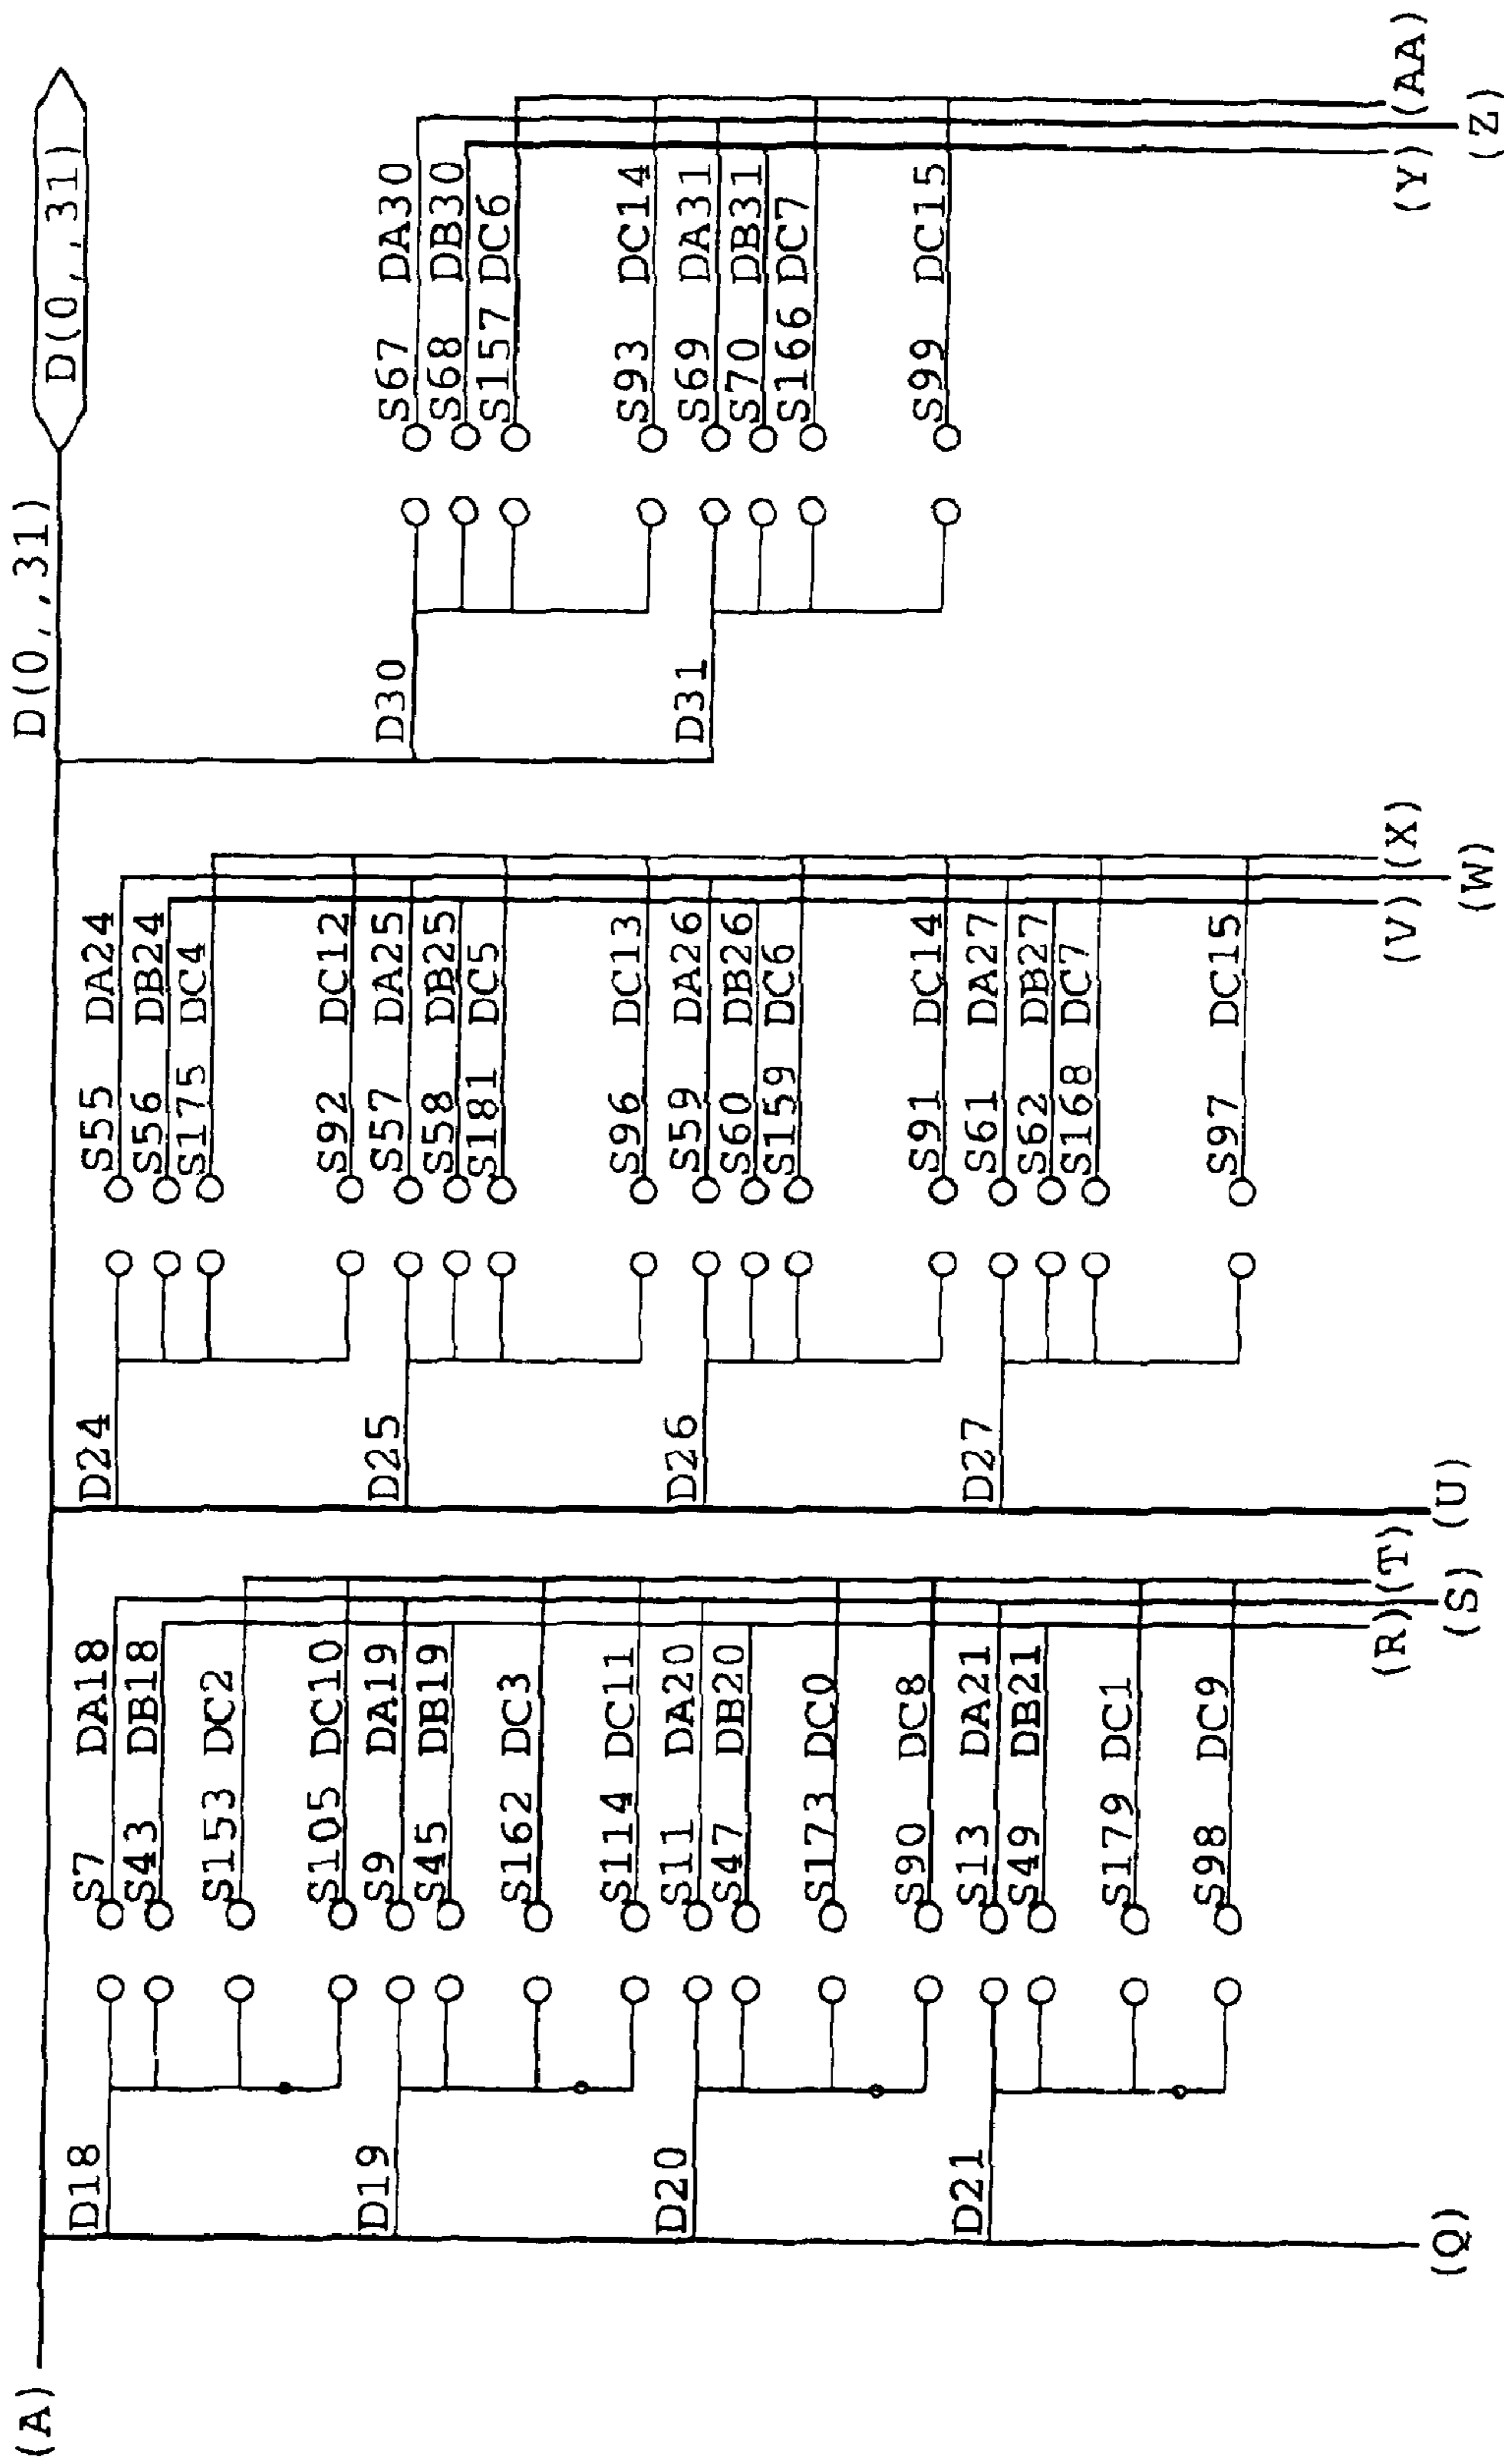 (A)
D(0,,31)
D(0,,31)
D18
S7 DA18
S43 DB18
S153 DC2
S105 DC10
D19
S9 DA19
S45 DB19
S162 DC3
S114 DC11
D20
S11 DA20
S47 DB20
S173 DC0
S90 DC8
D21
S13 DA21
S49 DB21
S179 DC1
S98 DC9
(Q)
(R)
(S)
(T)
(U)
D24
S55 DA24
S56 DB24
S175 DC4
S92 DC12
D25
S57 DA25
S58 DB25
S181 DC5
S96 DC13
D26
S59 DA26
S60 DB26
S159 DC6
S91 DC14
D27
S61 DA27
S62 DB27
S168 DC7
S97 DC15
(V)
(W)
(X)
D30
S67 DA30
S68 DB30
S157 DC6
S93 DC14
D31
S69 DA31
S70 DB31
S166 DC7
S99 DC15
(Y)
(Z)
(AA)